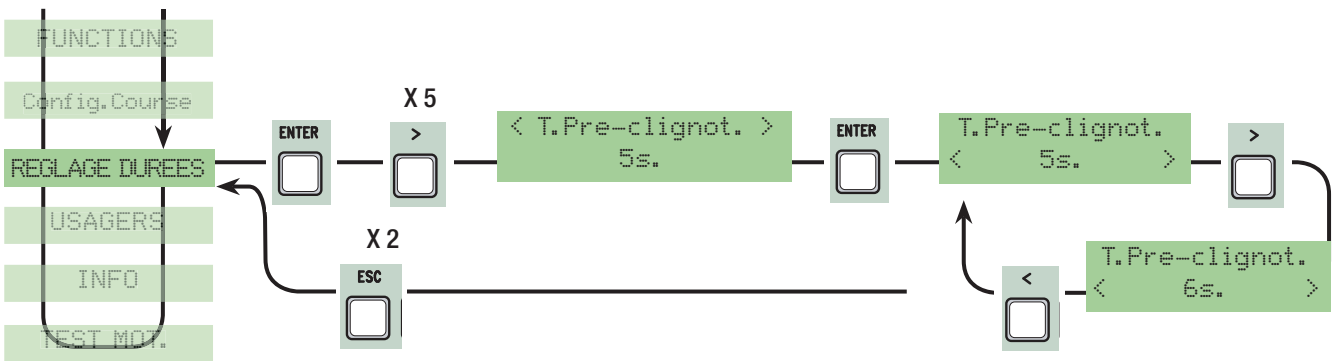 FUNCTIONS
Config.Course
REGLAGE DUREES
USAGERS
INFO
TEST MOT.
ENTER
X 5
>
< T.Pre-clignot. >
5s.
ENTER
T.Pre-clignot.
< 5s. >
>
T.Pre-clignot.
< 6s. >
<
X 2
ESC